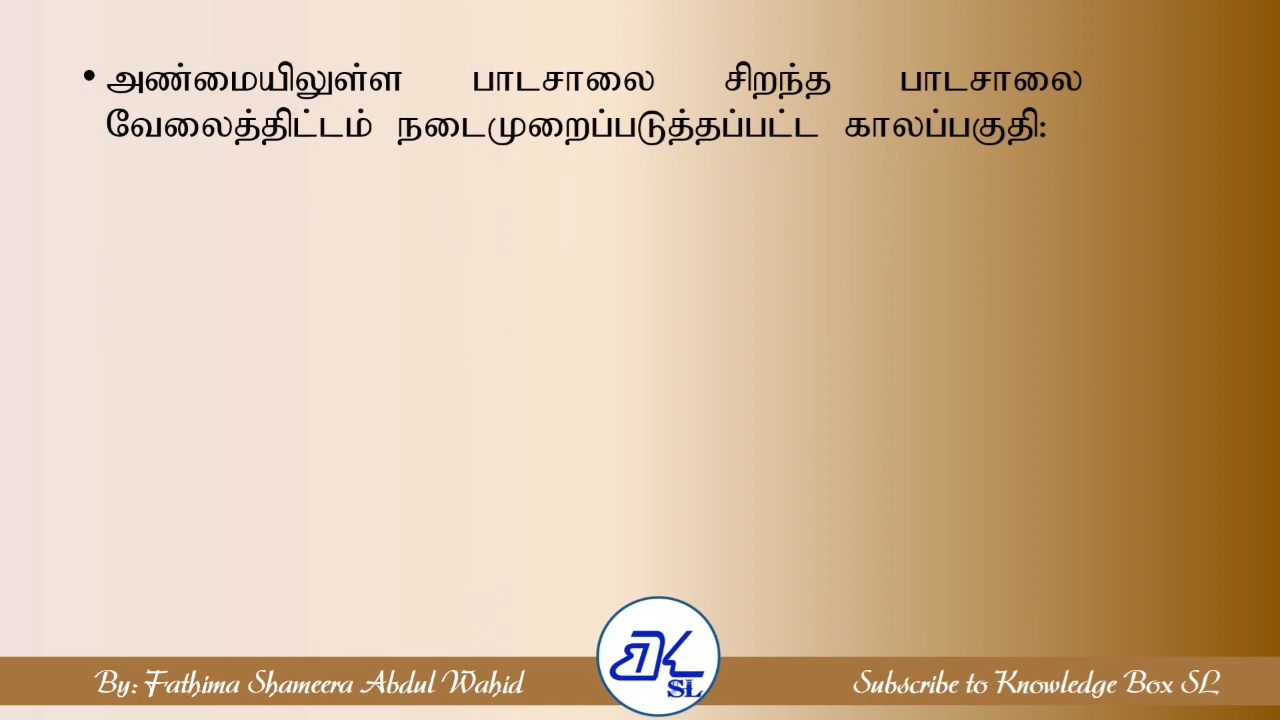 • அண்மையிலுள்ள பாடசாலை சிறந்த பாடசாலை
வேலைத்திட்டம் நடைமுறைப்படுத்தப்பட்ட காலப்பகுதி:
SL
By: Fathima Shameera Abdul Wahid
Subscribe to Knowledge Box SL